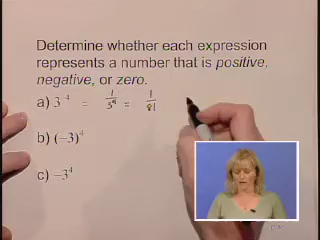 Determine whether each expression
represents a number that is positive,
negative, or zero.
a) 3⁻⁴ = 1/3⁴ = 1/81
b) (−3)⁴
c) −3⁴